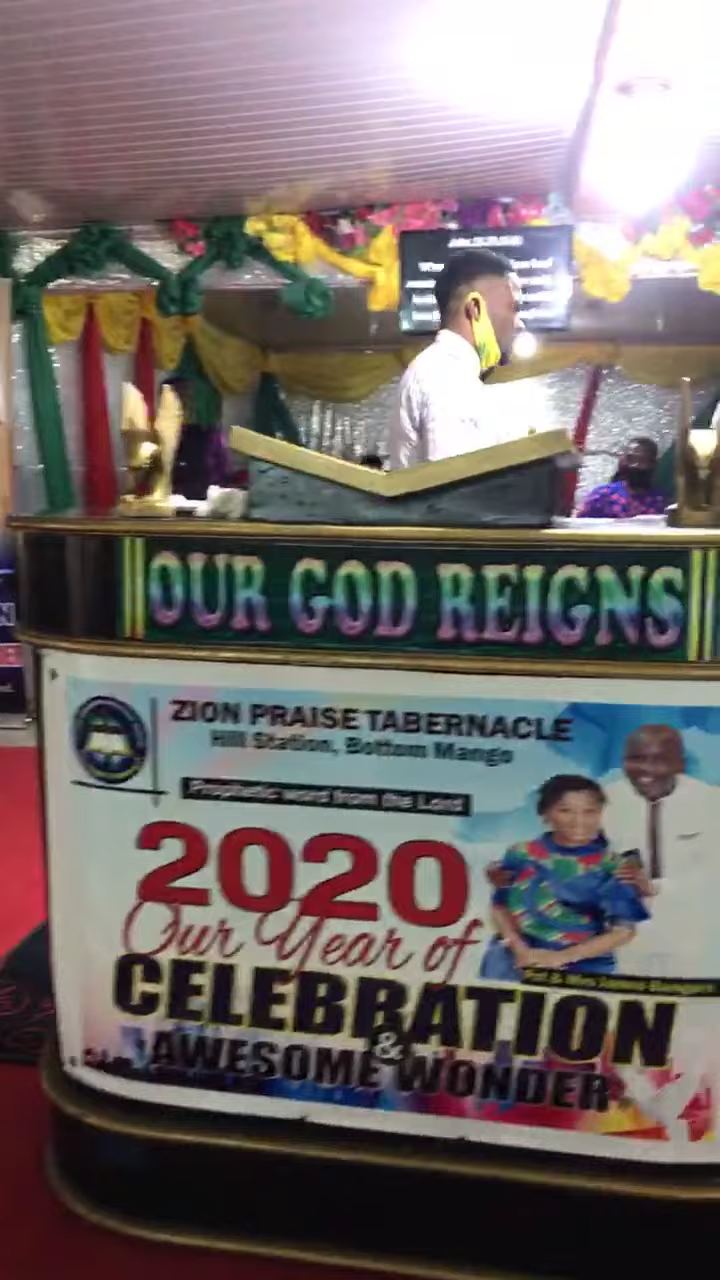 OUR GOD REIGNS
ZION PRAISE TABERNACLE
Hill Station, Bottom Mango
Prophetic word from the Lord
2020
Our Year of
CELEBRATION
&
AWESOME WONDER